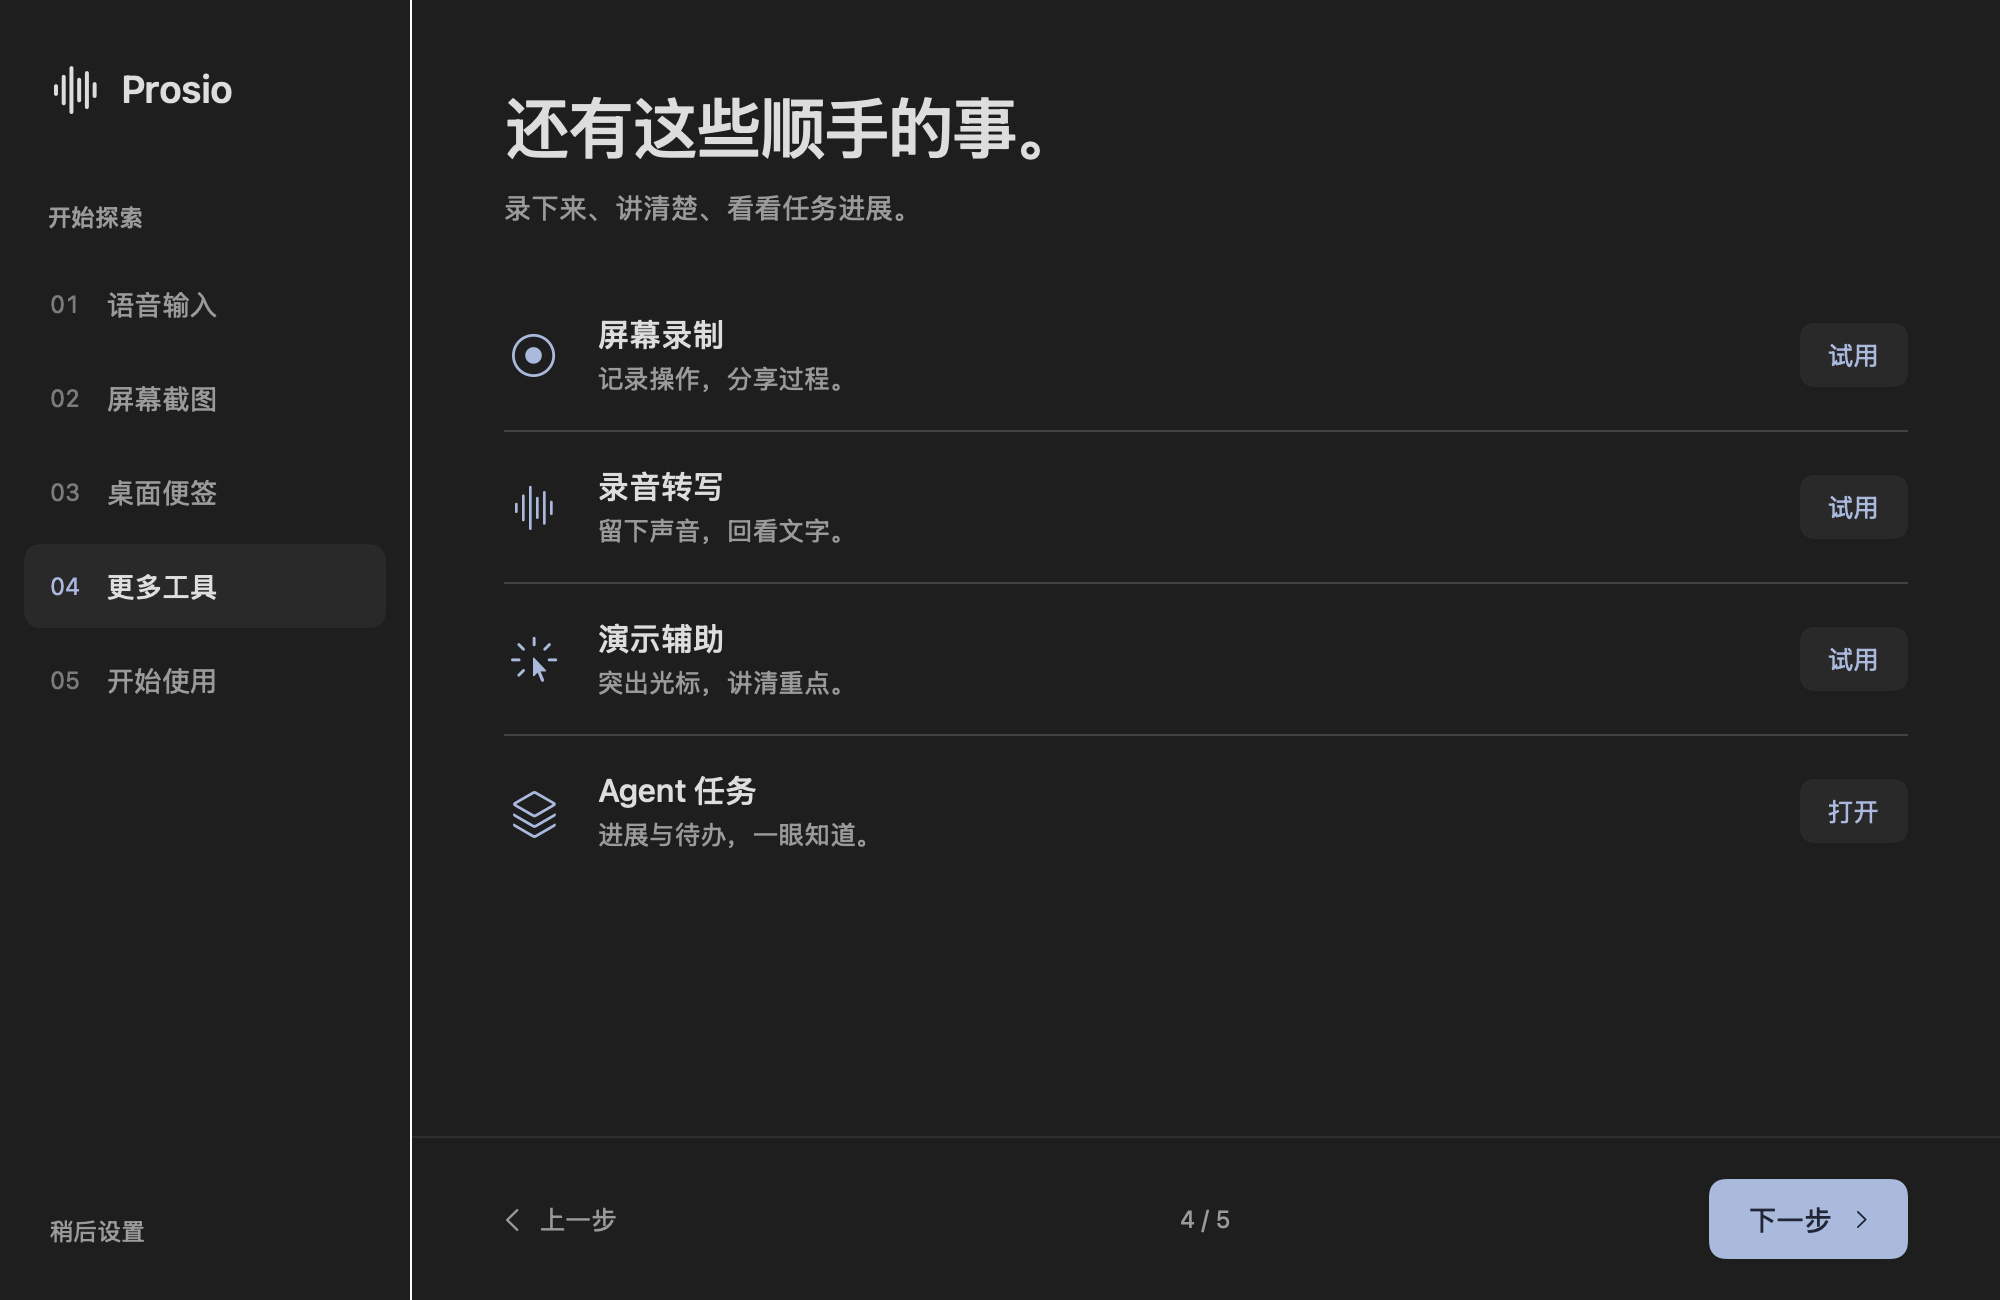 Prosio
开始探索
01 语音输入
02 屏幕截图
03 桌面便签
04 更多工具
05 开始使用
稍后设置
还有这些顺手的事。
录下来、讲清楚、看看任务进展。
屏幕录制
记录操作，分享过程。
试用
录音转写
留下声音，回看文字。
试用
演示辅助
突出光标，讲清重点。
试用
Agent 任务
进展与待办，一眼知道。
打开
上一步
4 / 5
下一步